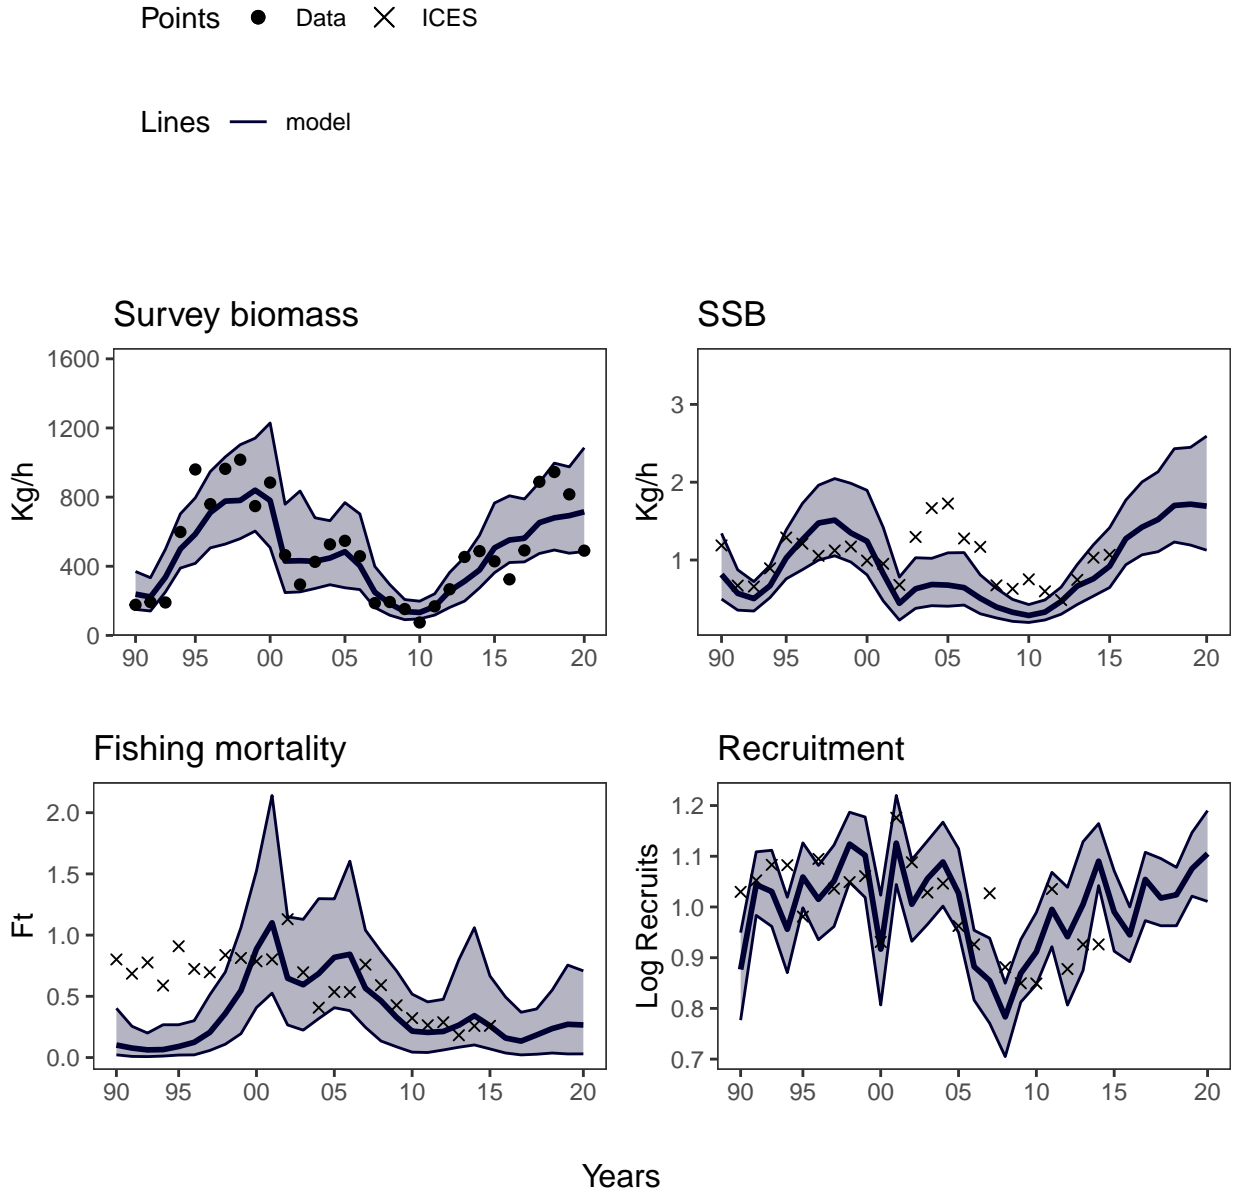 Points Data ICES
Lines model
Survey biomass
SSB
Kg/h
1600
1200
800
400
0
90 95 00 05 10 15 20
Kg/h
3
2
1
90 95 00 05 10 15 20
Fishing mortality
Recruitment
Ft
2.0
1.5
1.0
0.5
0.0
90 95 00 05 10 15 20
Log Recruits
1.2
1.1
1.0
0.9
0.8
0.7
90 95 00 05 10 15 20
Years